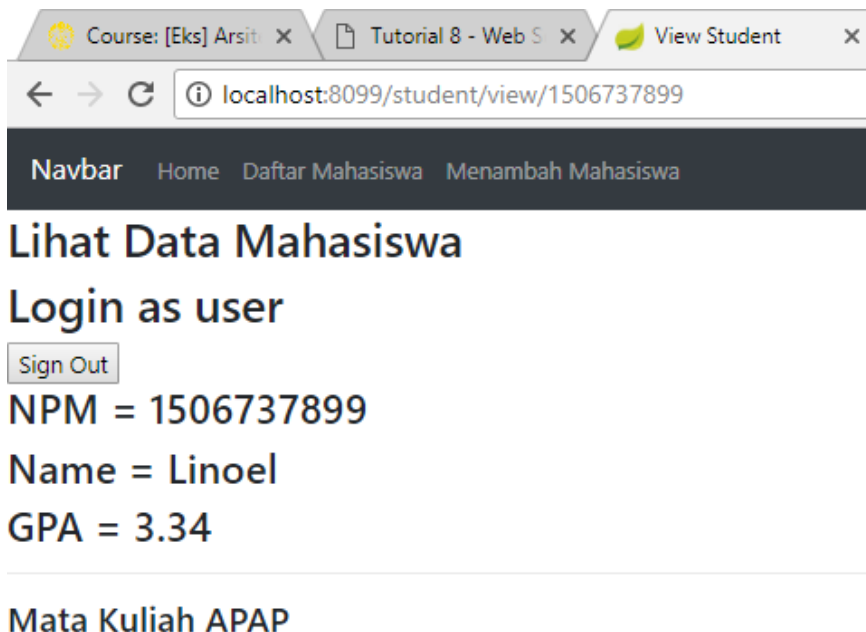 Course: [Eks] Arsit
Tutorial 8 - Web S
View Student
localhost:8099/student/view/1506737899
Navbar Home Daftar Mahasiswa Menambah Mahasiswa
Lihat Data Mahasiswa
Login as user
Sign Out
NPM = 1506737899
Name = Linoel
GPA = 3.34
Mata Kuliah APAP